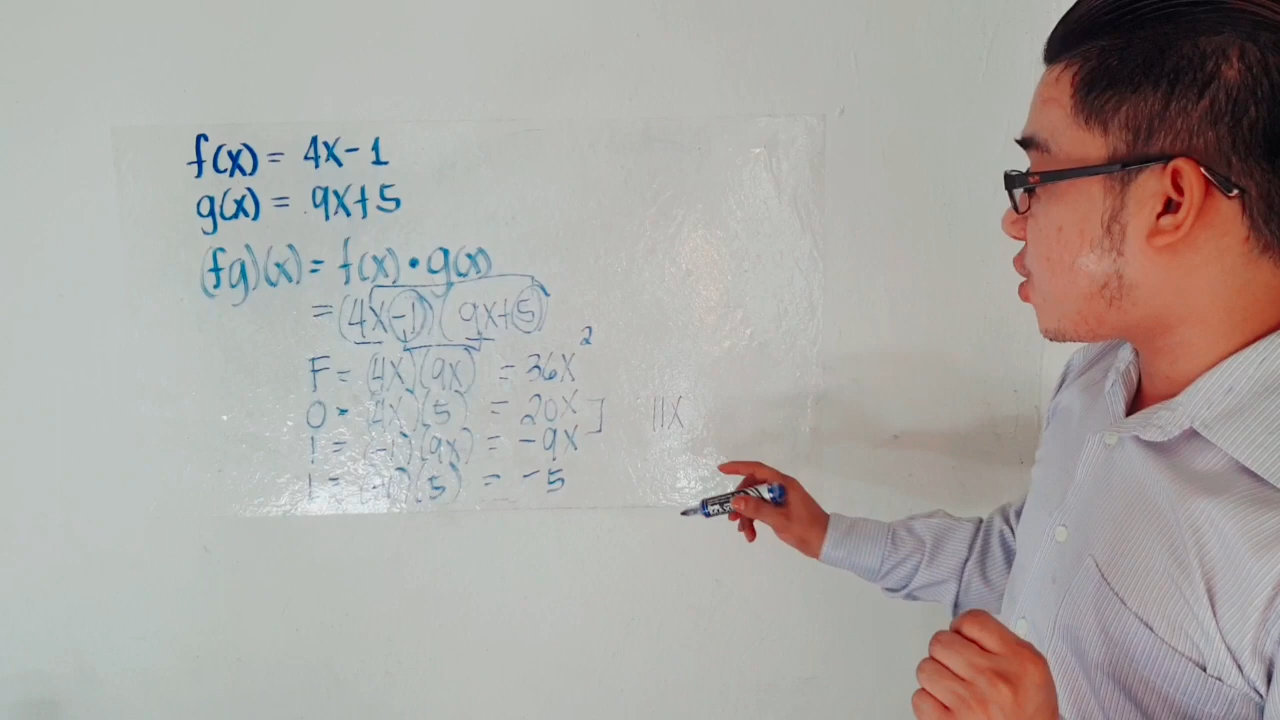 f(x) = 4x - 1
g(x) = 9x + 5
(fg)(x) = f(x) • g(x)
= (4x - 1)(9x + 5)
F = (4x)(9x) = 36x²
O = (4x)(5) = 20x ] 11x
I = (-1)(9x) = -9x
L = (-1)(5) = -5